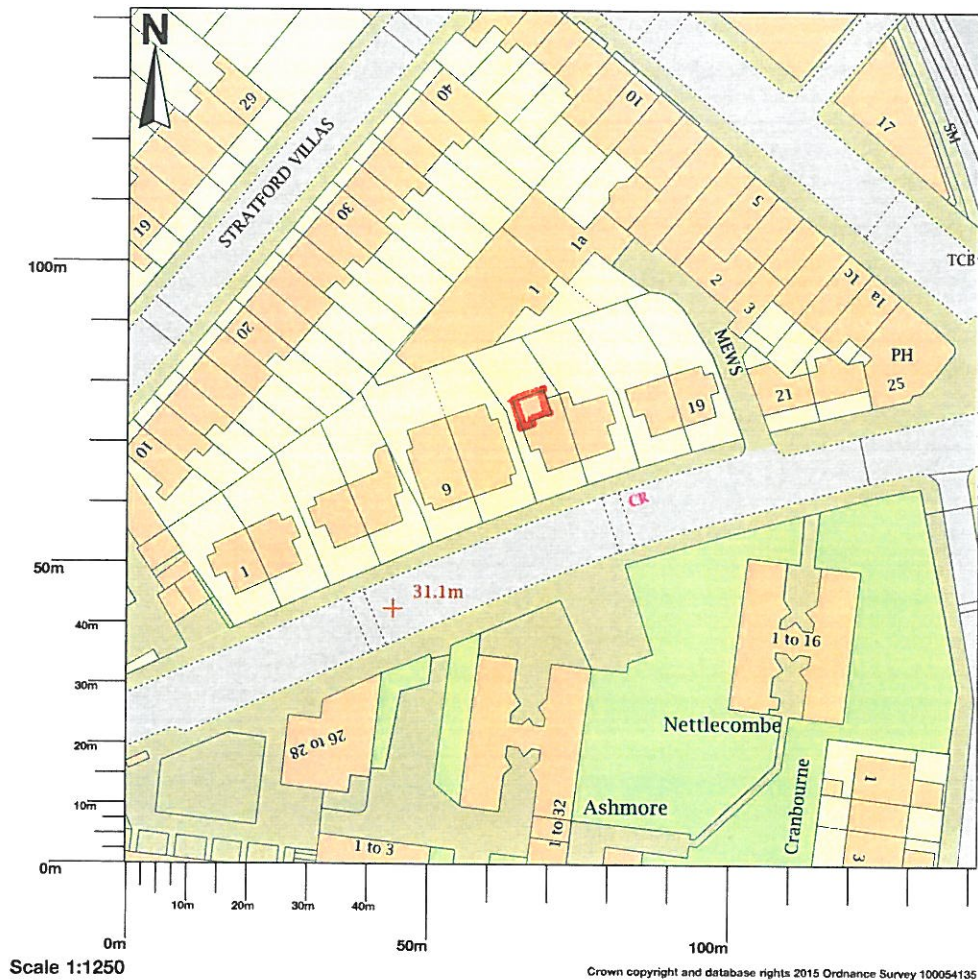 N
29
40
10
17
SM
STRATFORD VILLAS
19
30
5
1a
100m
TCB
2
1c
1
1a
3
20
MEWS
PH
21
25
19
10
9
CR
1
50m
31.1m
40m
1 to 16
30m
Nettlecombe
26 to 28
20m
1
Cranbourne
10m
Ashmore
1 to 32
1 to 3
3
0m
10m
20m
30m
40m
0m
50m
100m
Scale 1:1250
Crown copyright and database rights 2015 Ordnance Survey 100054135